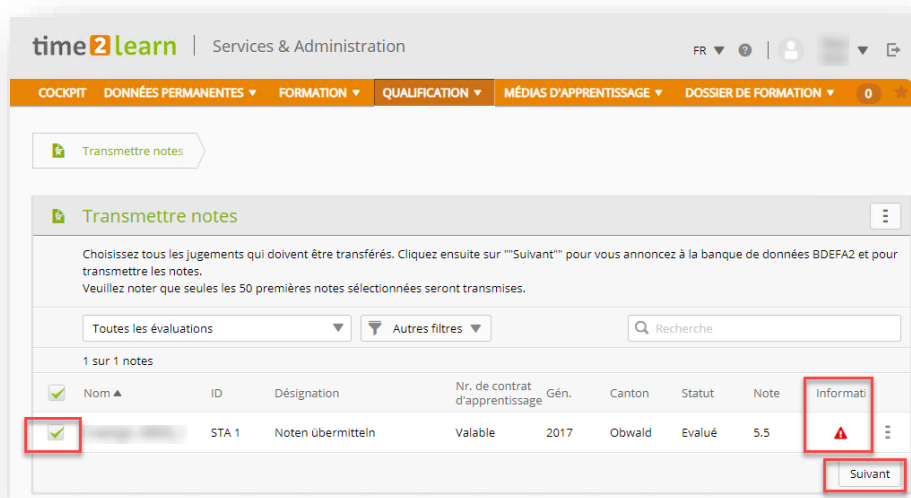 time2learn | Services & Administration
FR
COCKPIT DONNÉES PERMANENTES FORMATION QUALIFICATION MÉDIAS D'APPRENTISSAGE DOSSIER DE FORMATION 0
Transmettre notes
Transmettre notes
Choisissez tous les jugements qui doivent être transférés. Cliquez ensuite sur ""Suivant"" pour vous annoncez à la banque de données BDEFA2 et pour
transmettre les notes.
Veuillez noter que seules les 50 premières notes sélectionnées seront transmises.
Toutes les évaluations Autres filtres Recherche
1 sur 1 notes
Nom ID Désignation Nr. de contrat d'apprentissage Gén. Canton Statut Note Informati
STA 1 Noten übermitteln Valable 2017 Obwald Evalué 5.5
Suivant